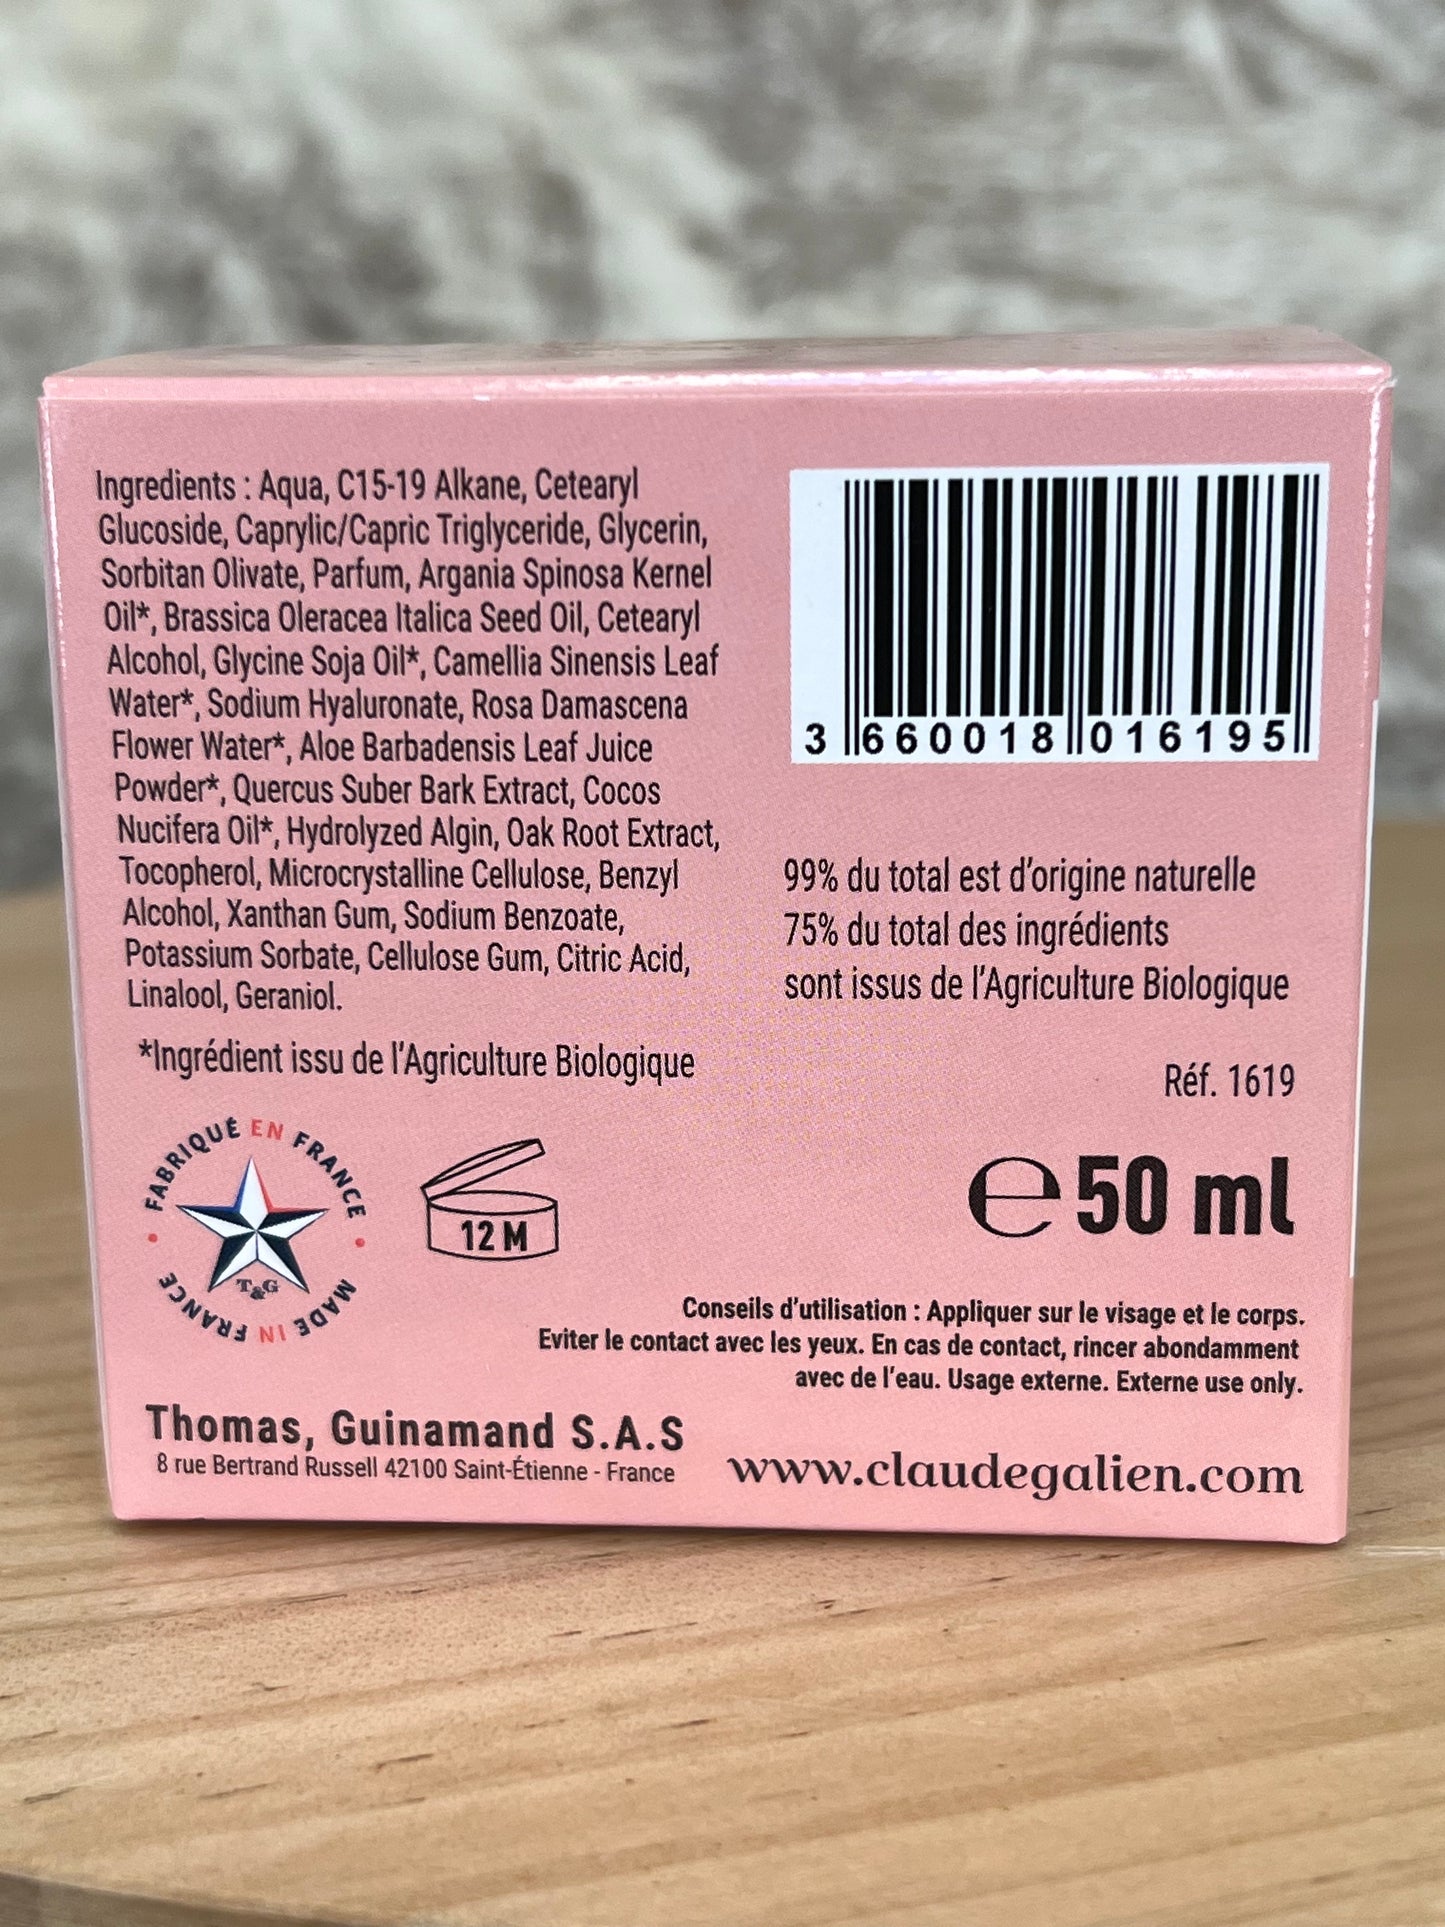 Ingredients : Aqua, C15-19 Alkane, Cetearyl
Glucoside, Caprylic/Capric Triglyceride, Glycerin,
Sorbitan Olivate, Parfum, Argania Spinosa Kernel
Oil*, Brassica Oleracea Italica Seed Oil, Cetearyl
Alcohol, Glycine Soja Oil*, Camellia Sinensis Leaf
Water*, Sodium Hyaluronate, Rosa Damascena
Flower Water*, Aloe Barbadensis Leaf Juice
Powder*, Quercus Suber Bark Extract, Cocos
Nucifera Oil*, Hydrolyzed Algin, Oak Root Extract,
Tocopherol, Microcrystalline Cellulose, Benzyl
Alcohol, Xanthan Gum, Sodium Benzoate,
Potassium Sorbate, Cellulose Gum, Citric Acid,
Linalool, Geraniol.
*Ingrédient issu de l'Agriculture Biologique
3 660018 016195
99% du total est d'origine naturelle
75% du total des ingrédients
sont issus de l'Agriculture Biologique
Réf. 1619
FABRIQUÉ EN FRANCE
T&G
MADE IN FRANCE
12 M
℮ 50 ml
Conseils d'utilisation : Appliquer sur le visage et le corps.
Eviter le contact avec les yeux. En cas de contact, rincer abondamment
avec de l'eau. Usage externe. Externe use only.
Thomas, Guinamand S.A.S
8 rue Bertrand Russell 42100 Saint-Étienne - France
www.claudegalien.com